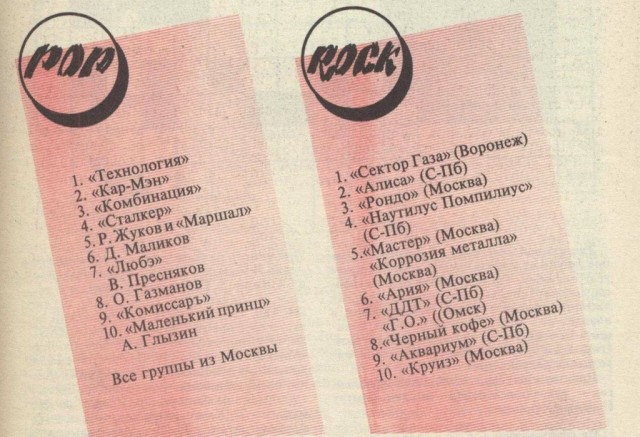 POP
1. «Технология»
2. «Кар-Мэн»
3. «Комбинация»
4. «Сталкер»
5. Р. Жуков и «Маршал»
6. Д. Маликов
7. «Любэ»
В. Пресняков
8. О. Газманов
9. «Комиссаръ»
10. «Маленький принц»
А. Глызин
Все группы из Москвы
ROCK
1. «Сектор Газа» (Воронеж)
2. «Алиса» (С-Пб)
3. «Рондо» (Москва)
4. «Наутилус Помпилиус»
(С-Пб)
5.«Мастер» (Москва)
«Коррозия металла»
(Москва)
6. «Ария» (Москва)
7. «ДДТ» (С-Пб)
«Г.О.» ((Омск)
8.«Черный кофе» (Москва)
9. «Аквариум» (С-Пб)
10. «Круиз» (Москва)